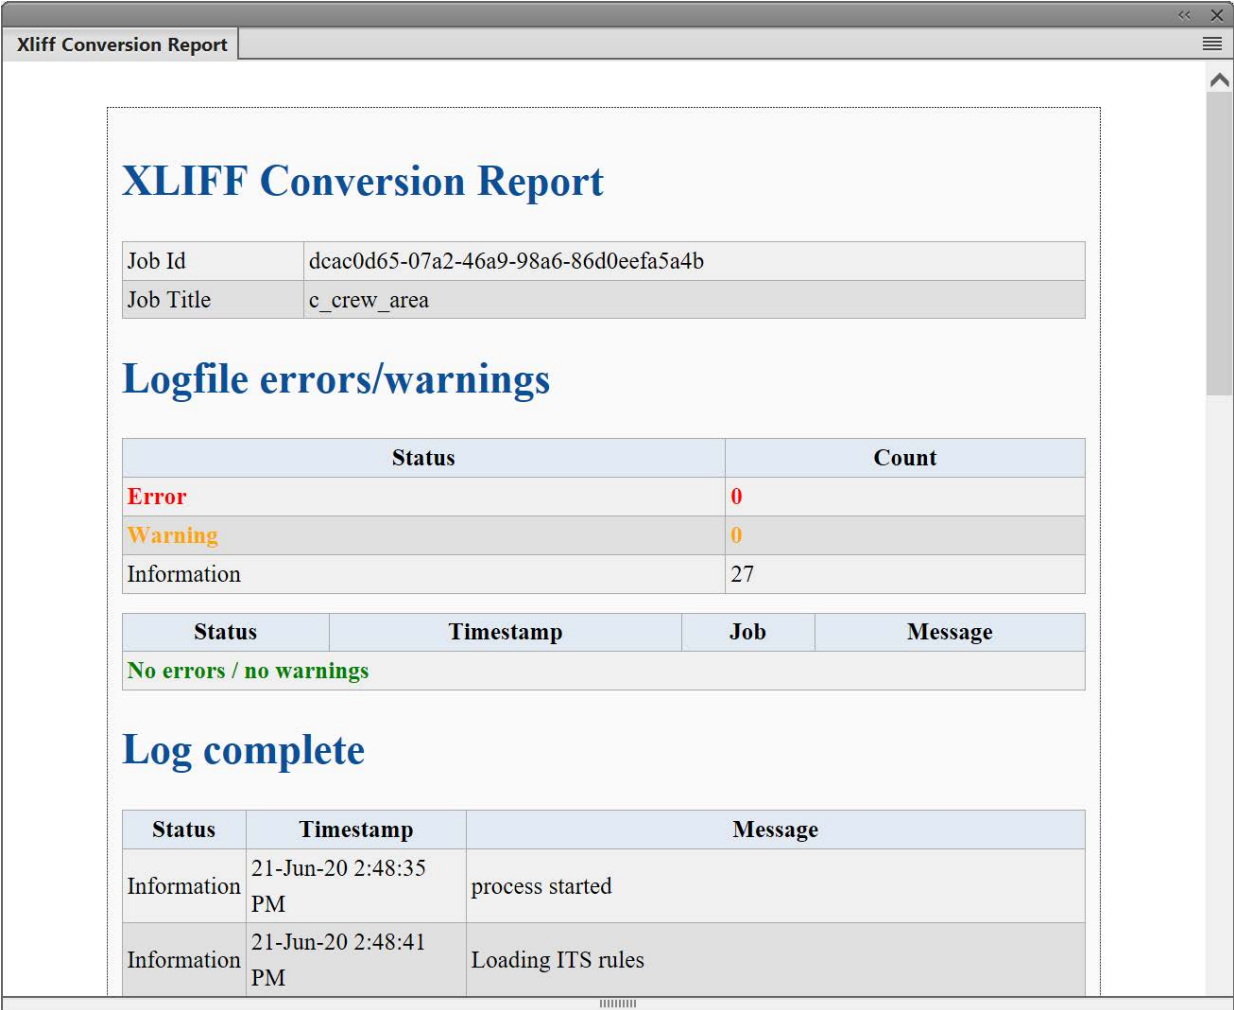 Xliff Conversion Report
XLIFF Conversion Report
Job Id dcac0d65-07a2-46a9-98a6-86d0eefa5a4b
Job Title c_crew_area
Logfile errors/warnings
Status Count
Error 0
Warning 0
Information 27
Status Timestamp Job Message
No errors / no warnings
Log complete
Status Timestamp Message
Information 21-Jun-20 2:48:35 PM process started
Information 21-Jun-20 2:48:41 PM Loading ITS rules